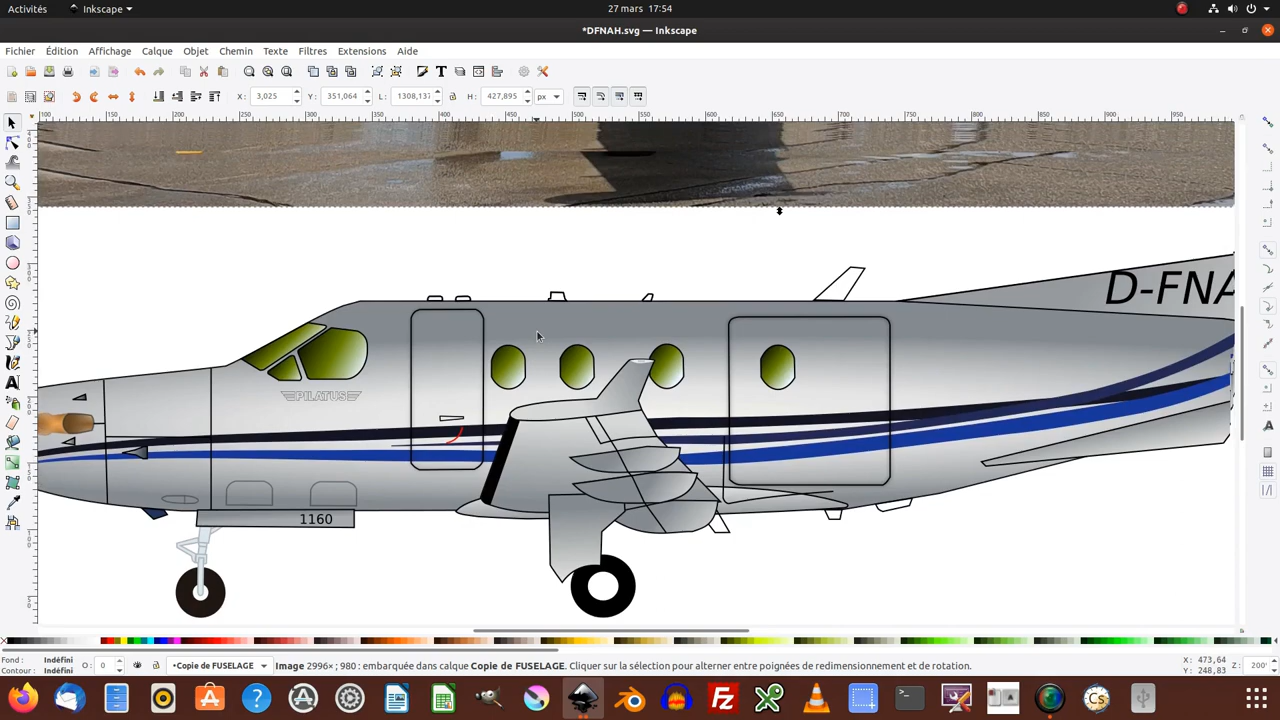 Activités
Inkscape
27 mars 17:54
*DFNAH.svg — Inkscape
Fichier Édition Affichage Calque Objet Chemin Texte Filtres Extensions Aide
X : 3,025 Y : 351,064 L : 1308,137 H : 427,895 px
D-FNA
PILATUS
1160
Fond : Indéfini O : 0 •Copie de FUSELAGE Image 2996× ; 980 : embarquée dans calque Copie de FUSELAGE. Cliquer sur la sélection pour alterner entre poignées de redimensionnement et de rotation. X : 473,64 Z : 200
Contour : Indéfini Y : 248,83